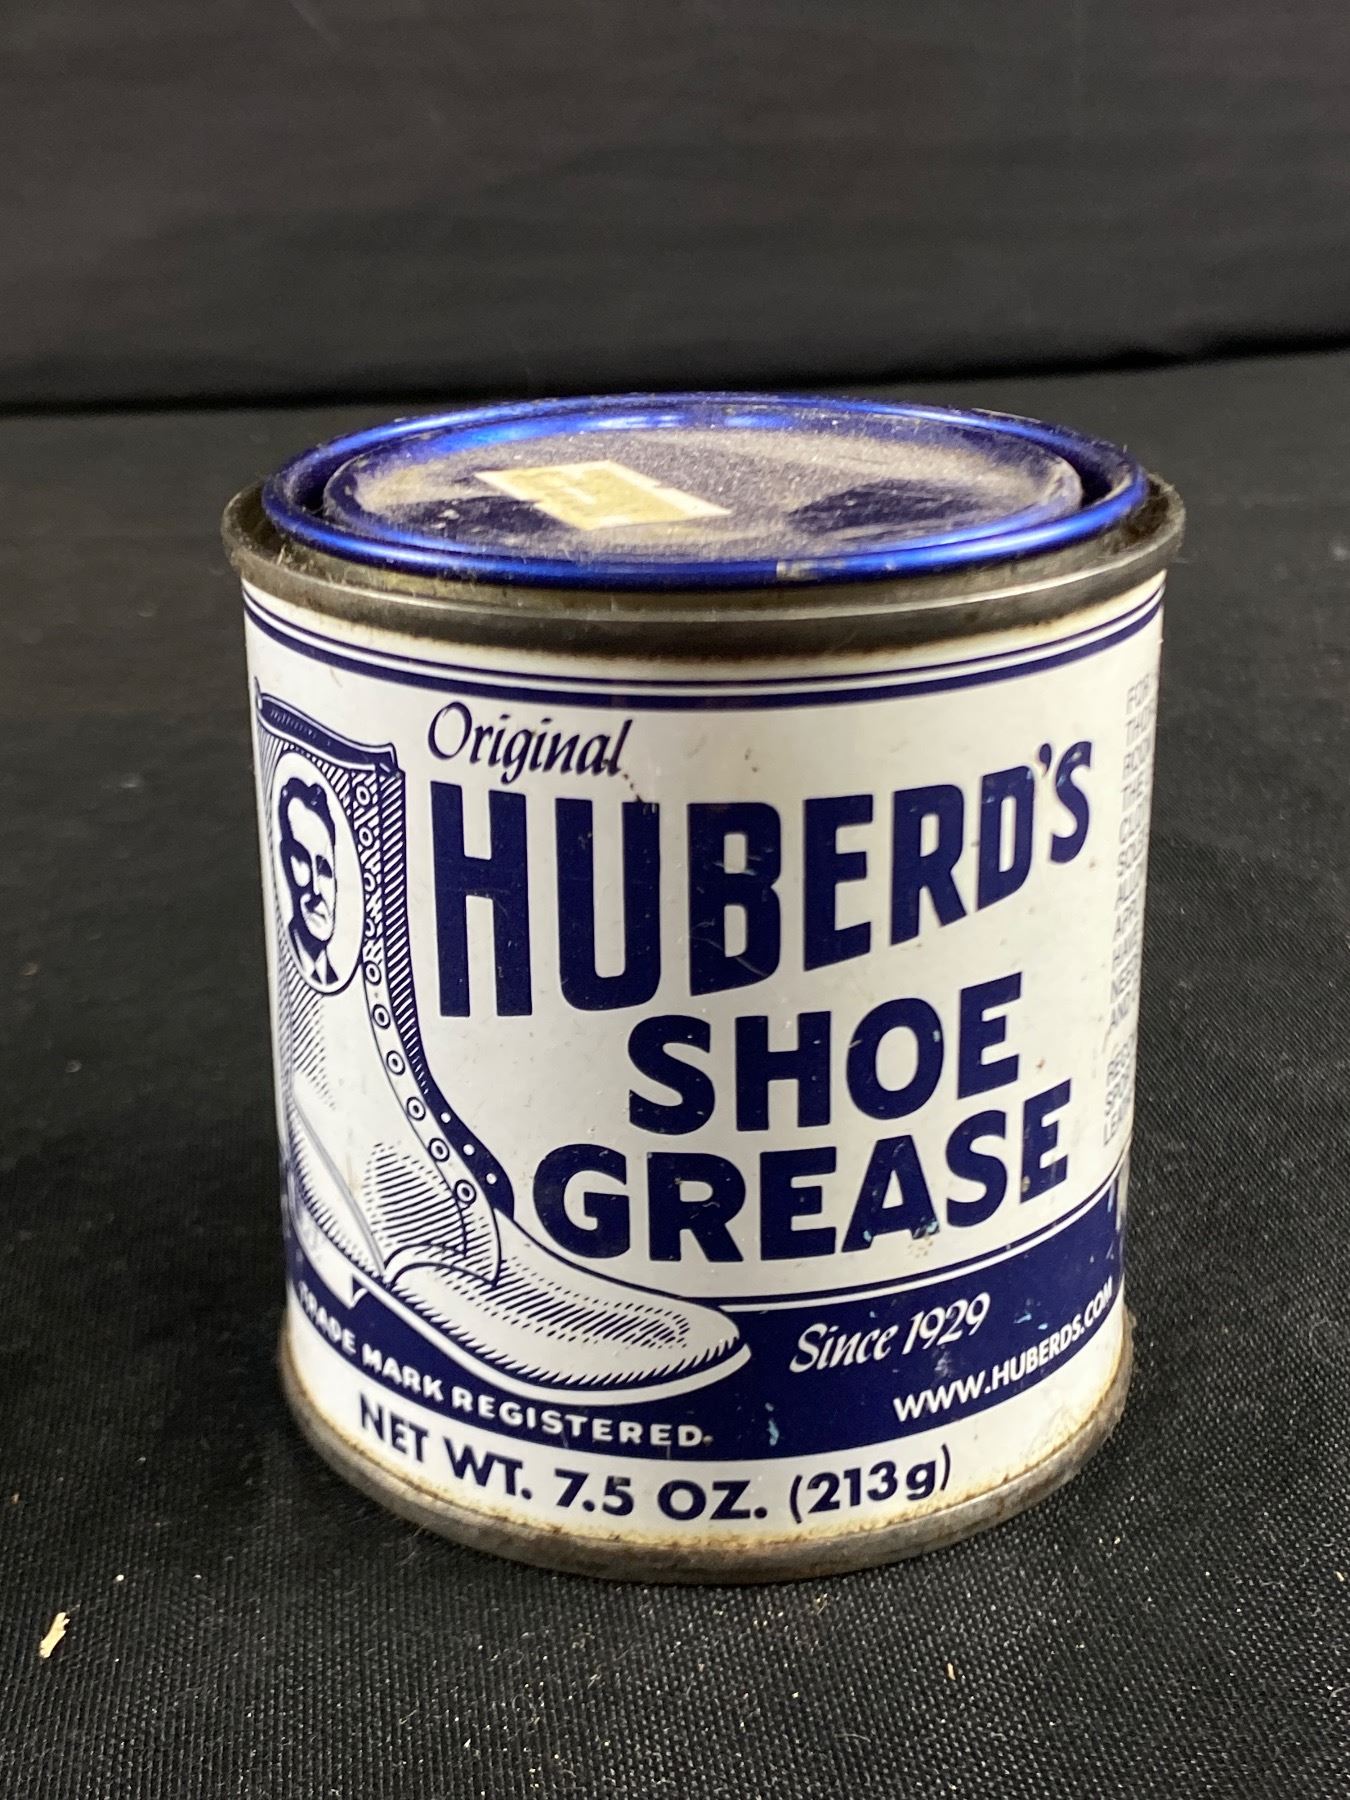 Original
HUBERD'S
SHOE
GREASE
Since 1929
WWW.HUBERDS.COM
TRADE MARK REGISTERED.
NET WT. 7.5 OZ. (213g)